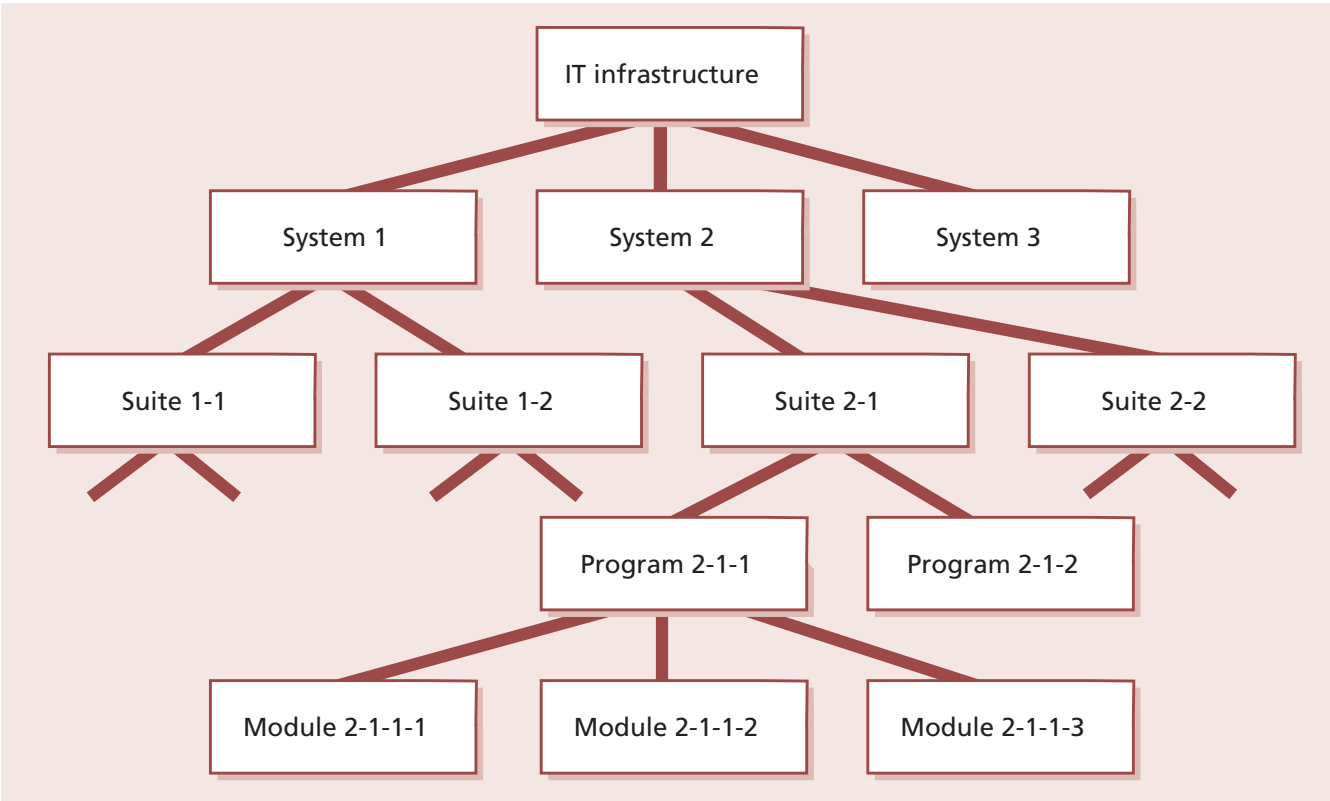 IT infrastructure
System 1
System 2
System 3
Suite 1-1
Suite 1-2
Suite 2-1
Suite 2-2
Program 2-1-1
Program 2-1-2
Module 2-1-1-1
Module 2-1-1-2
Module 2-1-1-3